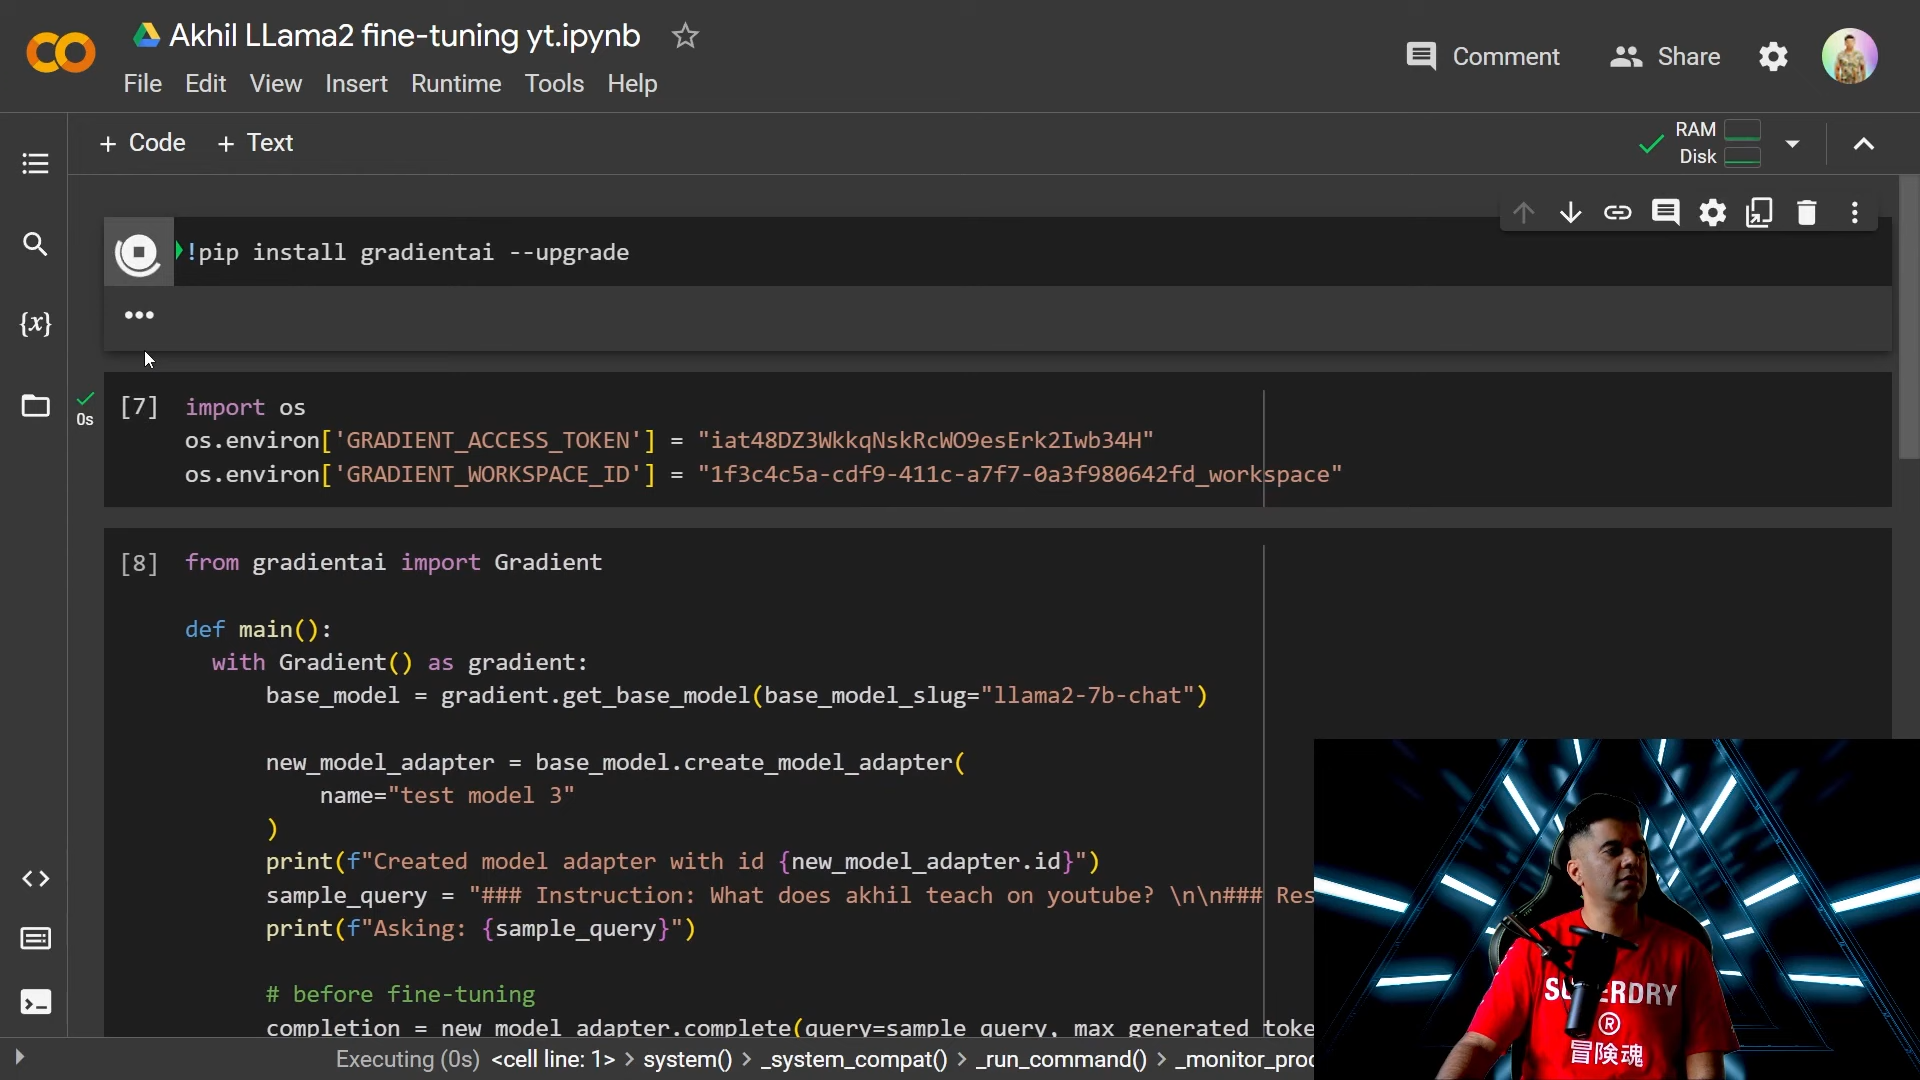 Akhil LLama2 fine-tuning yt.ipynb
File Edit View Insert Runtime Tools Help
Comment Share
+ Code + Text
RAM
Disk
!pip install gradientai --upgrade
[7] import os
0s
os.environ['GRADIENT_ACCESS_TOKEN'] = "iat48DZ3WkkqNskRcWO9esErk2Iwb34H"
os.environ['GRADIENT_WORKSPACE_ID'] = "1f3c4c5a-cdf9-411c-a7f7-0a3f980642fd_workspace"
[8] from gradientai import Gradient
def main():
with Gradient() as gradient:
base_model = gradient.get_base_model(base_model_slug="llama2-7b-chat")
new_model_adapter = base_model.create_model_adapter(
name="test model 3"
)
print(f"Created model adapter with id {new_model_adapter.id}")
sample_query = "### Instruction: What does akhil teach on youtube? \n\n### Res
print(f"Asking: {sample_query}")
# before fine-tuning
completion = new_model_adapter.complete(query=sample_query, max_generated_toke
Executing (0s) <cell line: 1> > system() > _system_compat() > _run_command() > _monitor_proc
SUPERDRY
®
冒険魂